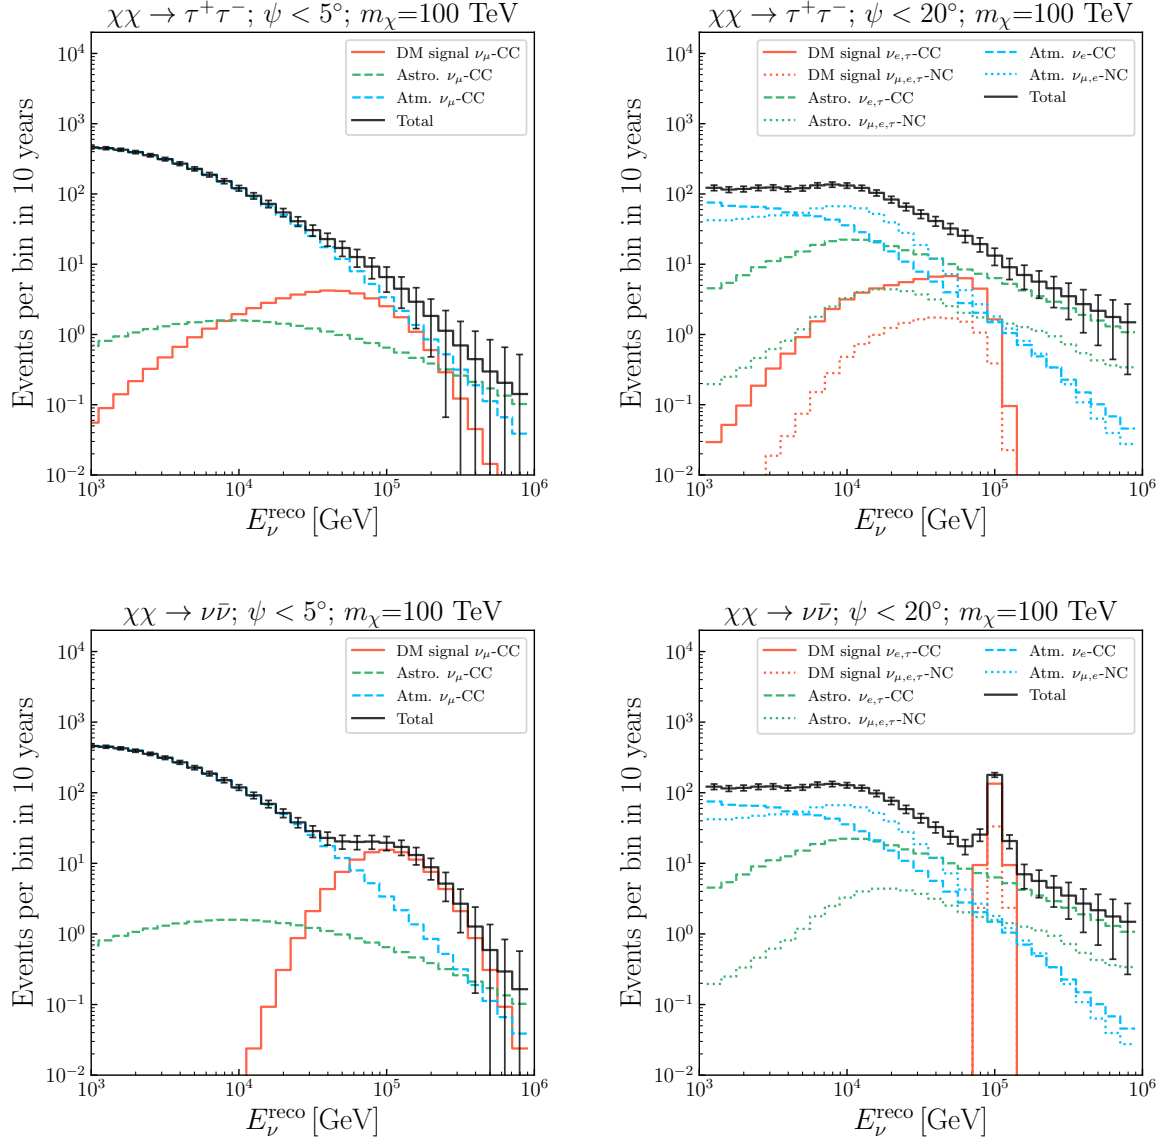 χχ → τ⁺τ⁻; ψ < 5°; m_χ=100 TeV
10⁴
10³
10²
10¹
10⁰
10⁻¹
10⁻²
Events per bin in 10 years
DM signal ν_μ-CC
Astro. ν_μ-CC
Atm. ν_μ-CC
Total
10³ 10⁴ 10⁵ 10⁶
E_ν^reco [GeV]
χχ → τ⁺τ⁻; ψ < 20°; m_χ=100 TeV
10⁴
10³
10²
10¹
10⁰
10⁻¹
10⁻²
Events per bin in 10 years
DM signal ν_e,τ-CC
DM signal ν_μ,e,τ-NC
Astro. ν_e,τ-CC
Astro. ν_μ,e,τ-NC
Atm. ν_e-CC
Atm. ν_μ,e-NC
Total
10³ 10⁴ 10⁵ 10⁶
E_ν^reco [GeV]
χχ → νν̄; ψ < 5°; m_χ=100 TeV
10⁴
10³
10²
10¹
10⁰
10⁻¹
10⁻²
Events per bin in 10 years
DM signal ν_μ-CC
Astro. ν_μ-CC
Atm. ν_μ-CC
Total
10³ 10⁴ 10⁵ 10⁶
E_ν^reco [GeV]
χχ → νν̄; ψ < 20°; m_χ=100 TeV
10⁴
10³
10²
10¹
10⁰
10⁻¹
10⁻²
Events per bin in 10 years
DM signal ν_e,τ-CC
DM signal ν_μ,e,τ-NC
Astro. ν_e,τ-CC
Astro. ν_μ,e,τ-NC
Atm. ν_e-CC
Atm. ν_μ,e-NC
Total
10³ 10⁴ 10⁵ 10⁶
E_ν^reco [GeV]